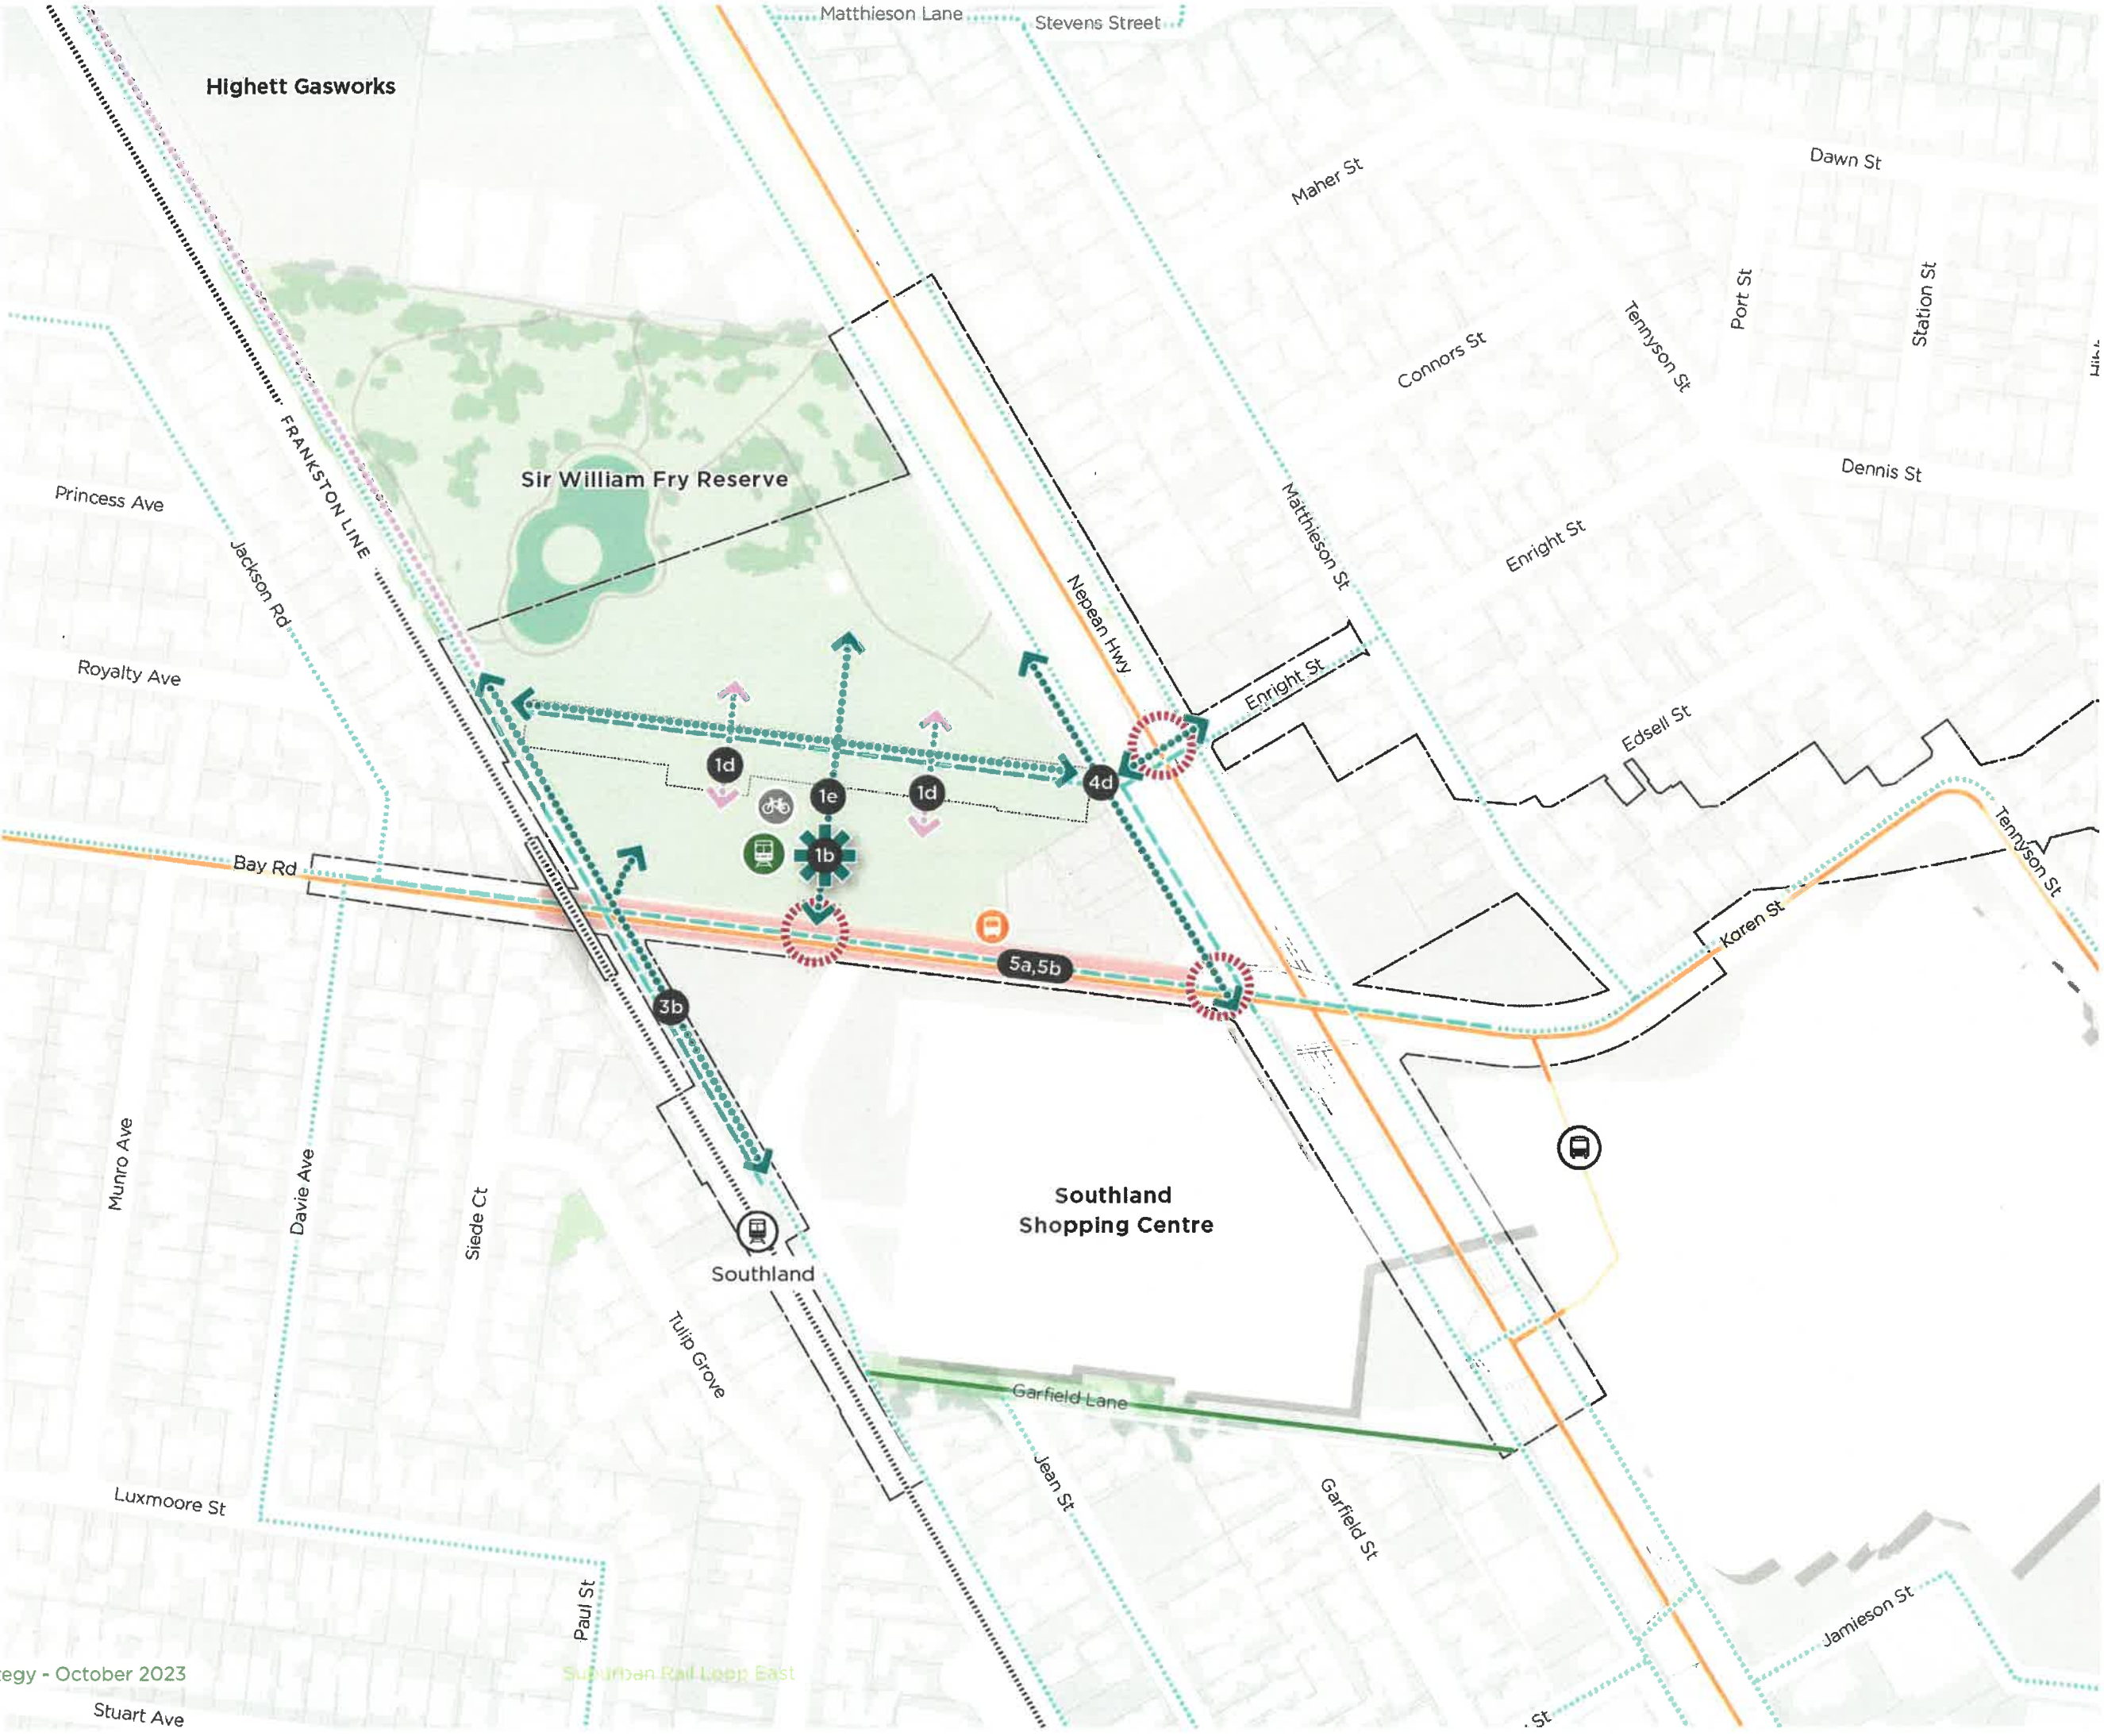 Matthieson Lane
Stevens Street
Highett Gasworks
Dawn St
Maher St
Port St
Station St
Tennyson St
Connors St
FRANKSTON LINE
Sir William Fry Reserve
Dennis St
Princess Ave
Matthieson St
Enright St
Jackson Rd
Nepean Hwy
Royalty Ave
Enright St
Edsell St
1d
4d
1e
1d
Tennyson St
1b
Bay Rd
Karen St
5a,5b
3b
Munro Ave
Davie Ave
Siede Ct
Southland
Shopping Centre
Southland
Tulip Grove
Garfield Lane
Jean St
Garfield St
Luxmoore St
Paul St
Jamieson St
tegy - October 2023
Suburban Rail Loop East
Stuart Ave
St